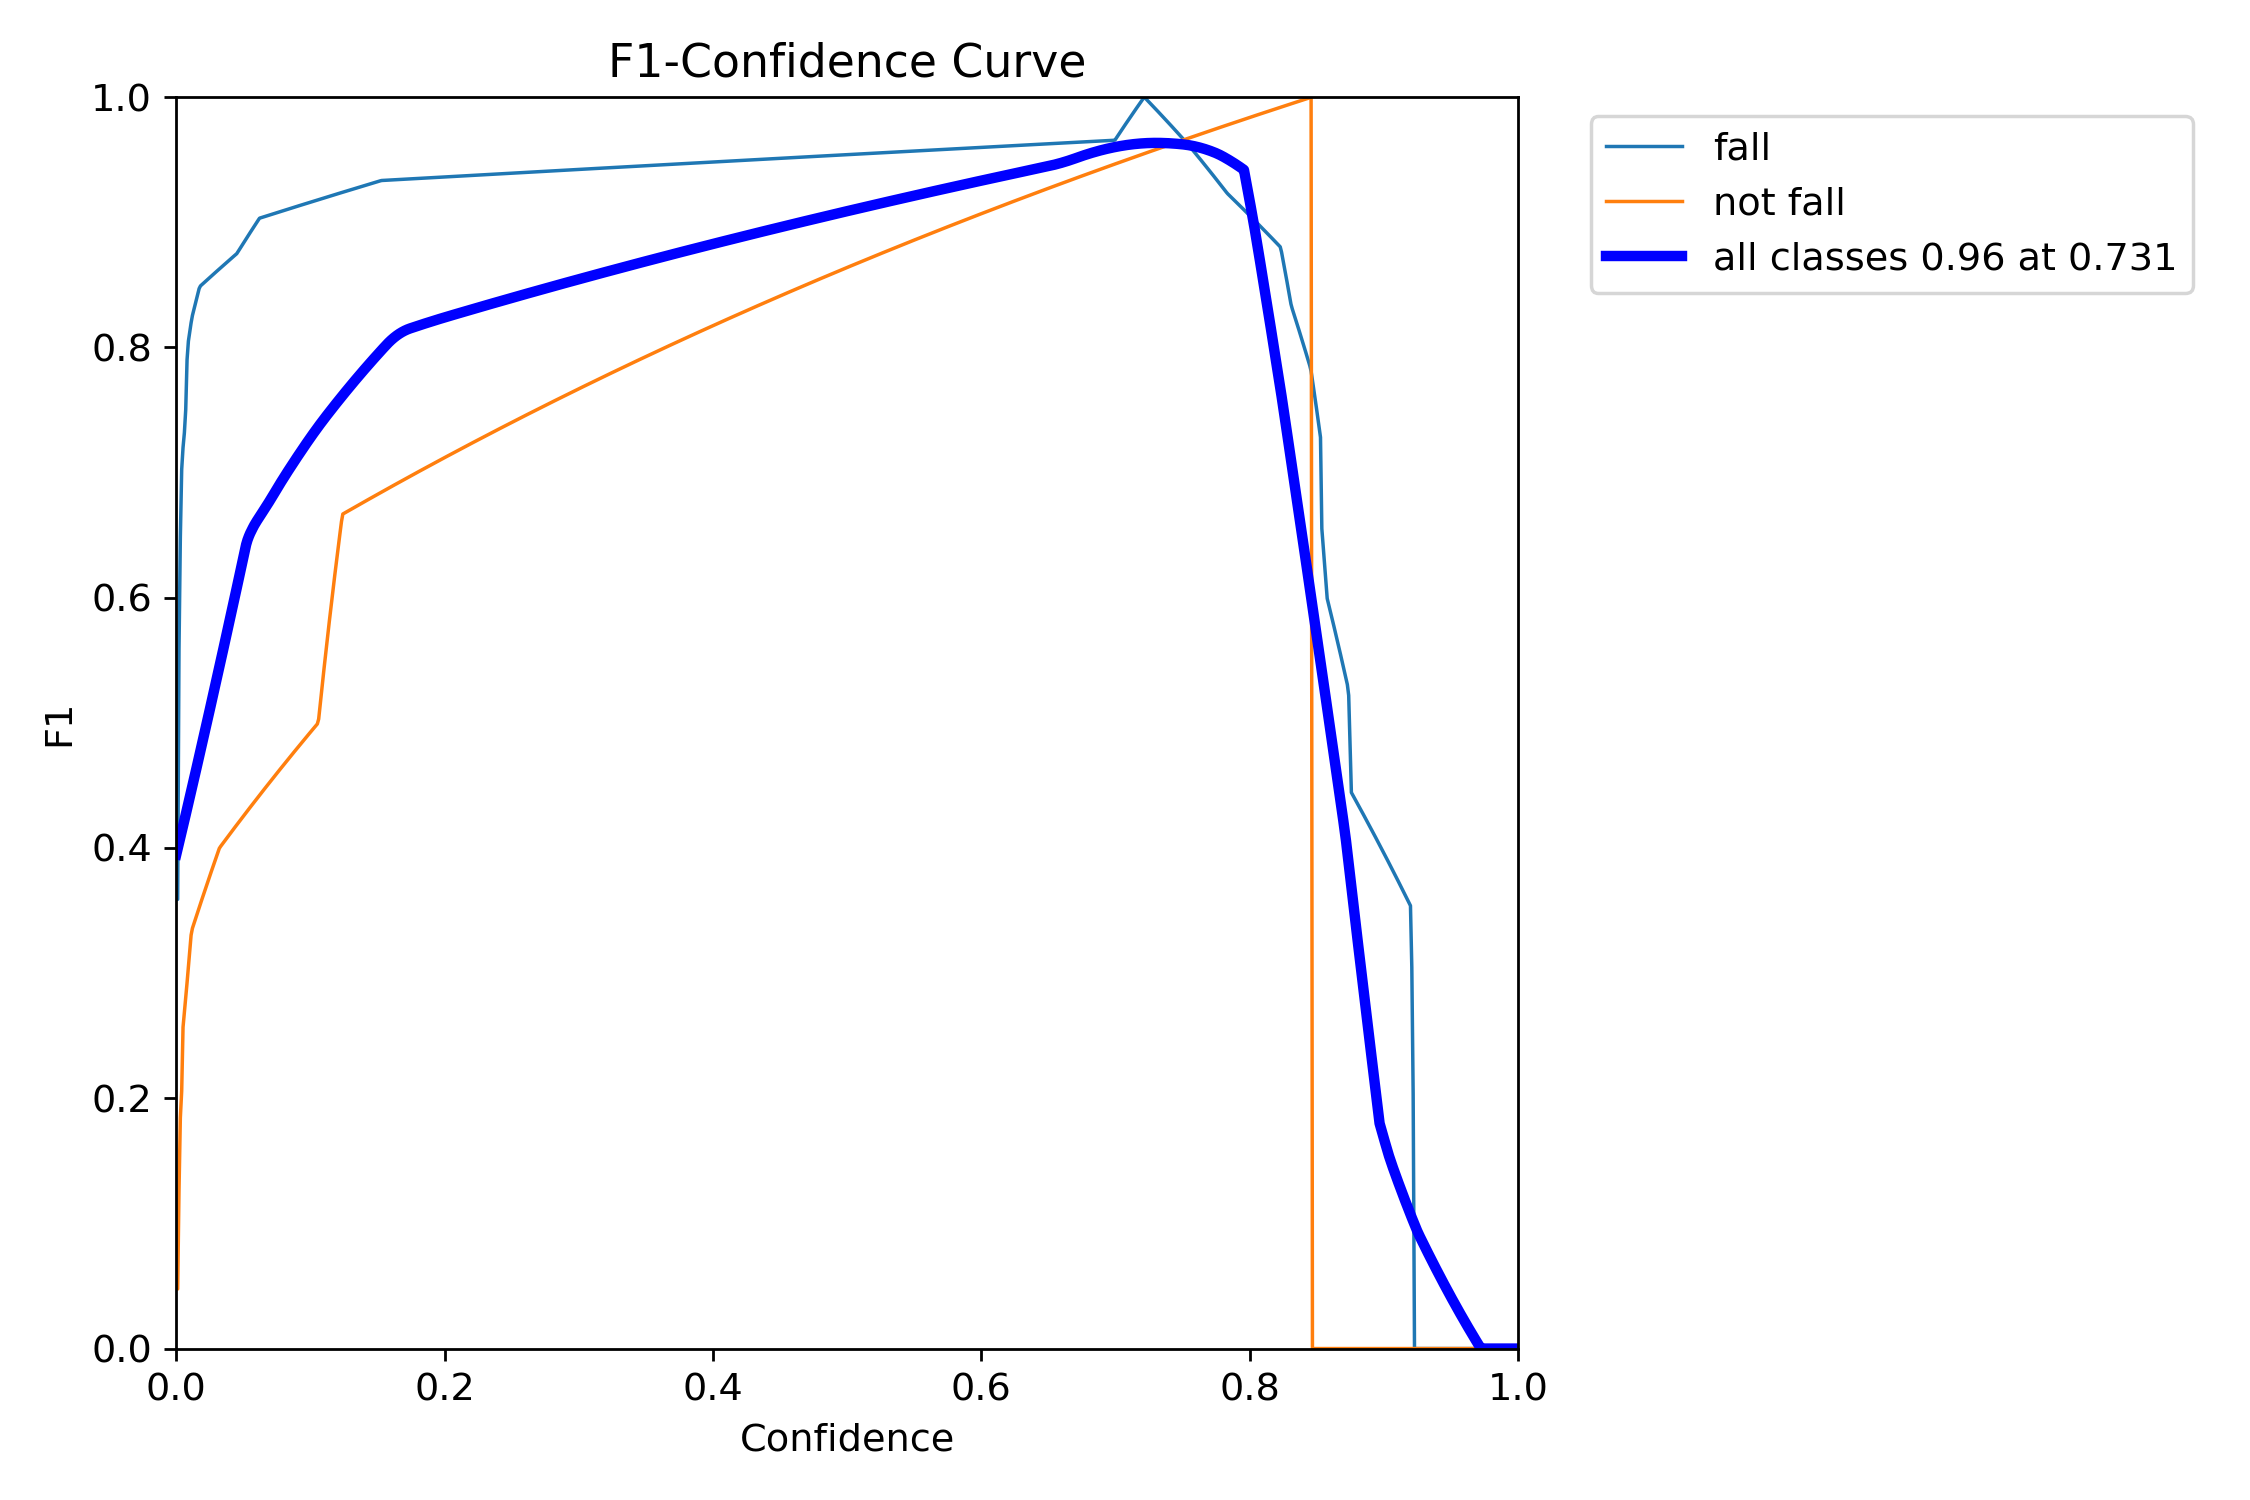 F1-Confidence Curve
1.0
0.8
0.6
0.4
0.2
0.0
F1
0.0 0.2 0.4 0.6 0.8 1.0
Confidence
fall
not fall
all classes 0.96 at 0.731